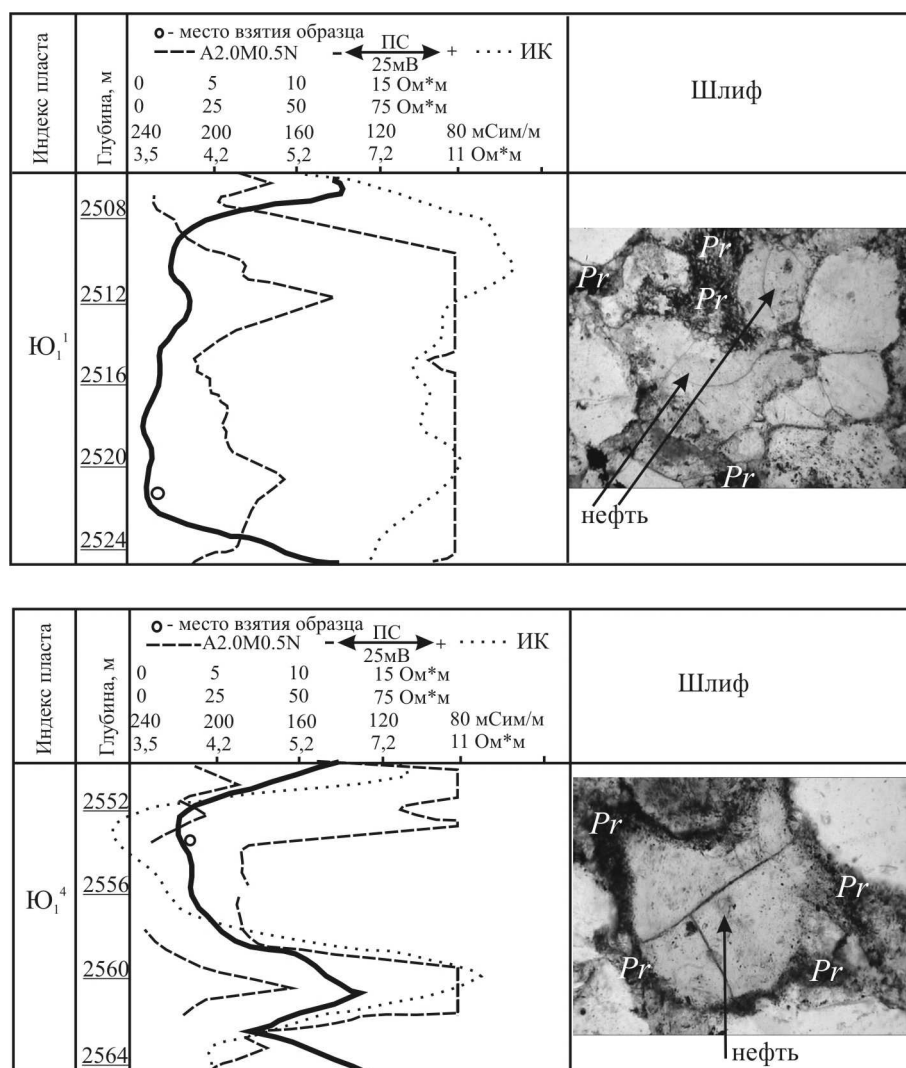 Индекс пласта
Глубина, м
о - место взятия образца
A2.0M0.5N - ПС + ИК
25мВ
0 5 10 15 Ом*м
0 25 50 75 Ом*м
240 200 160 120 80 мСим/м
3,5 4,2 5,2 7,2 11 Ом*м
Шлиф
Ю₁¹
2508
2512
2516
2520
2524
Pr
Pr
Pr
Pr
нефть
Индекс пласта
Глубина, м
о - место взятия образца
A2.0M0.5N - ПС + ИК
25мВ
0 5 10 15 Ом*м
0 25 50 75 Ом*м
240 200 160 120 80 мСим/м
3,5 4,2 5,2 7,2 11 Ом*м
Шлиф
Ю₁⁴
2552
2556
2560
2564
Pr
Pr
Pr
Pr
нефть